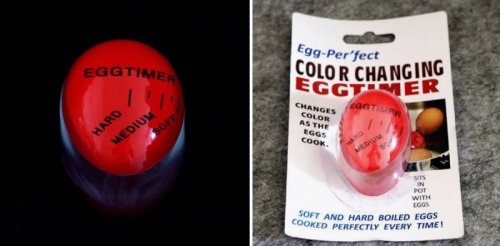 EGGTIMER
HARD
MEDIUM
SOFT
Egg-Per'fect
COLOR CHANGING
EGGTIMER
CHANGES
COLOR
AS THE
EGGS
COOK.
EGGTIMER
HARD
MEDIUM
SOFT
SITS
IN
POT
WITH
EGGS
SOFT AND HARD BOILED EGGS
COOKED PERFECTLY EVERY TIME!